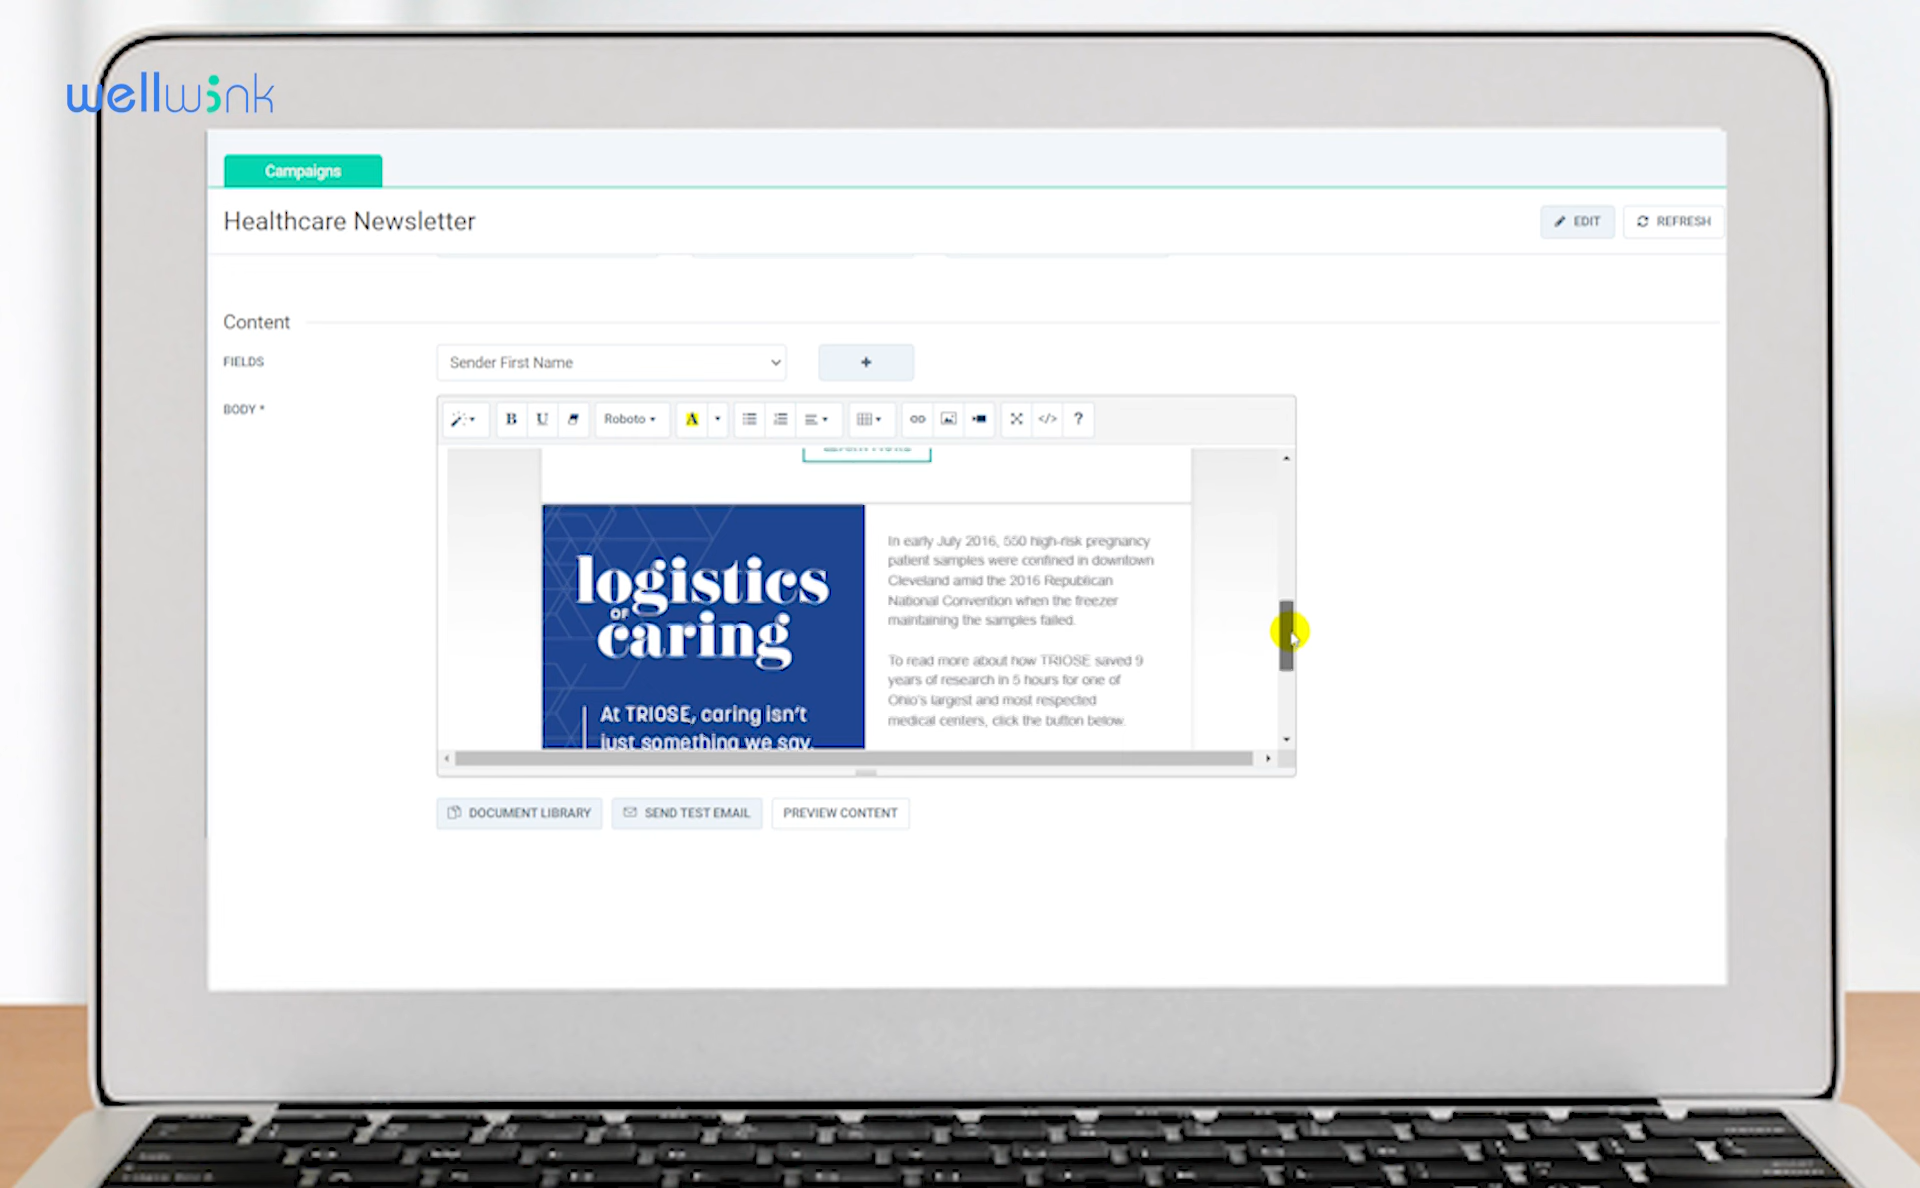 wellwink
Campaigns
Healthcare Newsletter
EDIT
REFRESH
Content
FIELDS
Sender First Name
+
BODY *
B
U
Roboto
A
</>
?
logistics
OF
caring
At TRIOSE, caring isn't
just something we say.
In early July 2016, 550 high-risk pregnancy
patient samples were confined in downtown
Cleveland amid the 2016 Republican
National Convention when the freezer
maintaining the samples failed.
To read more about how TRIOSE saved 9
years of research in 5 hours for one of
Ohio's largest and most respected
medical centers, click the button below.
DOCUMENT LIBRARY
SEND TEST EMAIL
PREVIEW CONTENT